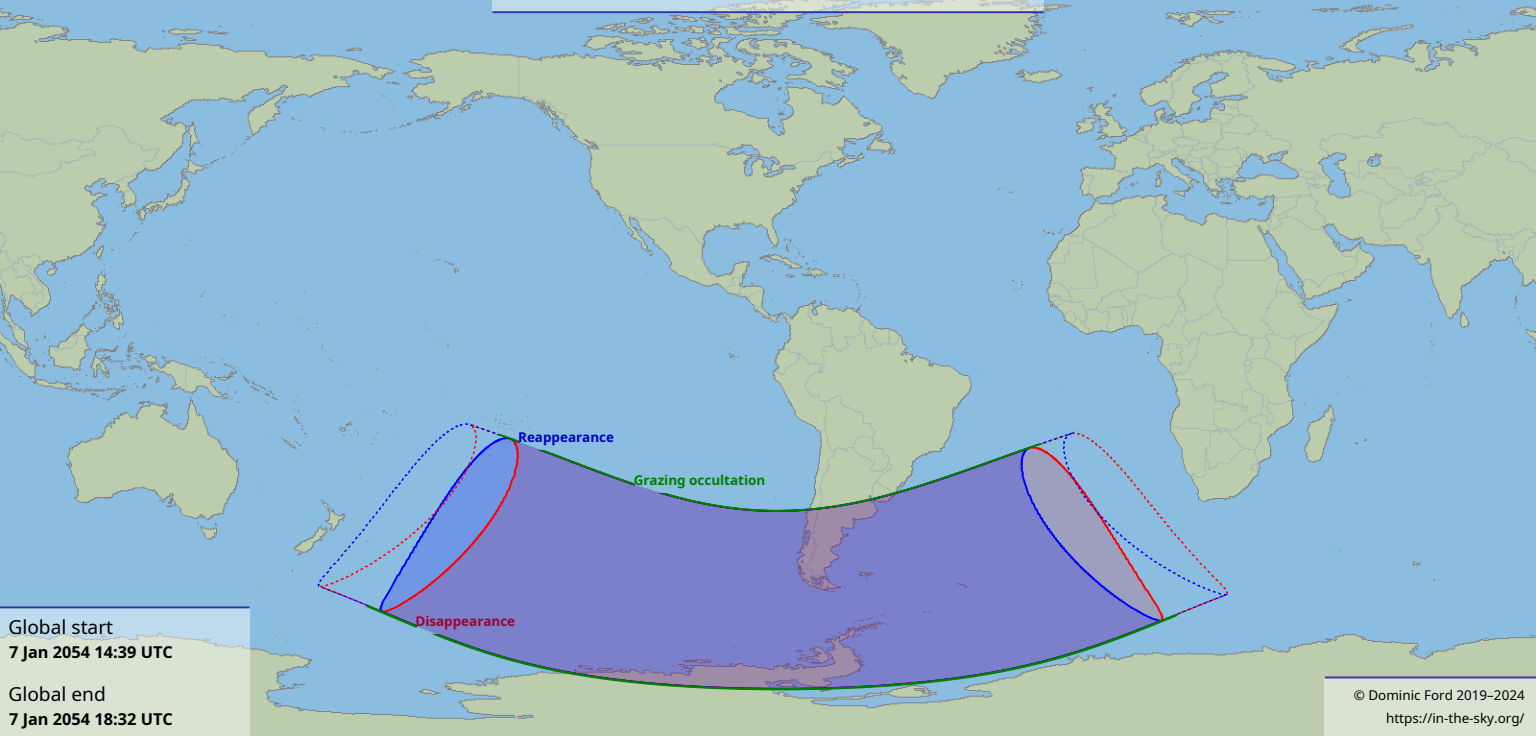 Reappearance
Grazing occultation
Disappearance
Global start
7 Jan 2054 14:39 UTC
Global end
7 Jan 2054 18:32 UTC
© Dominic Ford 2019–2024
https://in-the-sky.org/